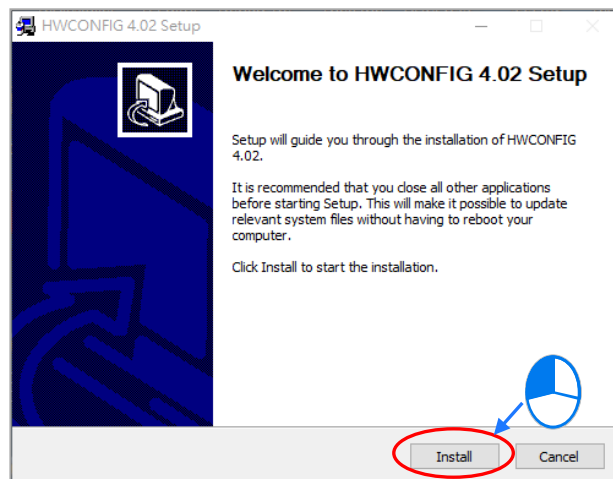 HWCONFIG 4.02 Setup
Welcome to HWCONFIG 4.02 Setup
Setup will guide you through the installation of HWCONFIG
4.02.
It is recommended that you close all other applications
before starting Setup. This will make it possible to update
relevant system files without having to reboot your
computer.
Click Install to start the installation.
Install
Cancel